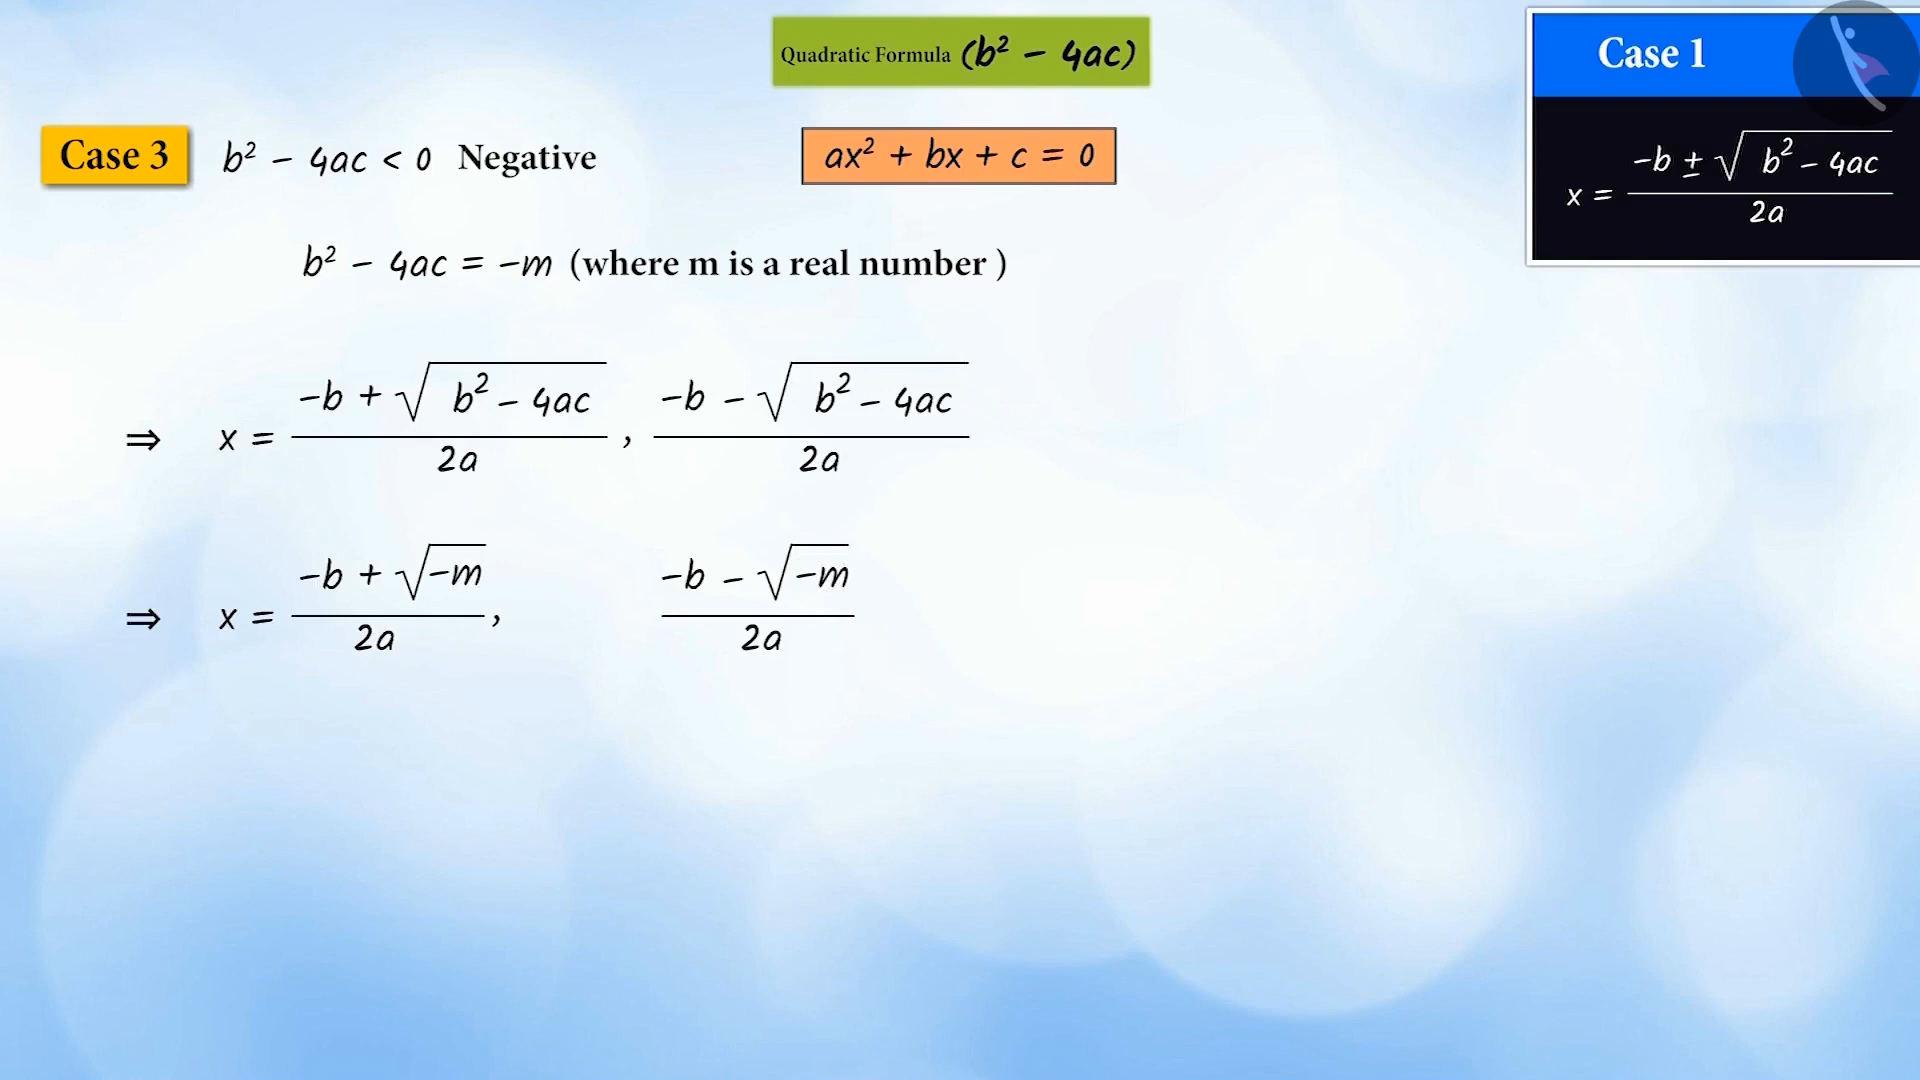 Quadratic Formula (b² − 4ac)
Case 1
x = (−b ± √(b² − 4ac)) / 2a
Case 3 b² − 4ac < 0 Negative
ax² + bx + c = 0
b² − 4ac = −m (where m is a real number )
⇒ x = (−b + √(b² − 4ac)) / 2a , (−b − √(b² − 4ac)) / 2a
⇒ x = (−b + √−m) / 2a , (−b − √−m) / 2a